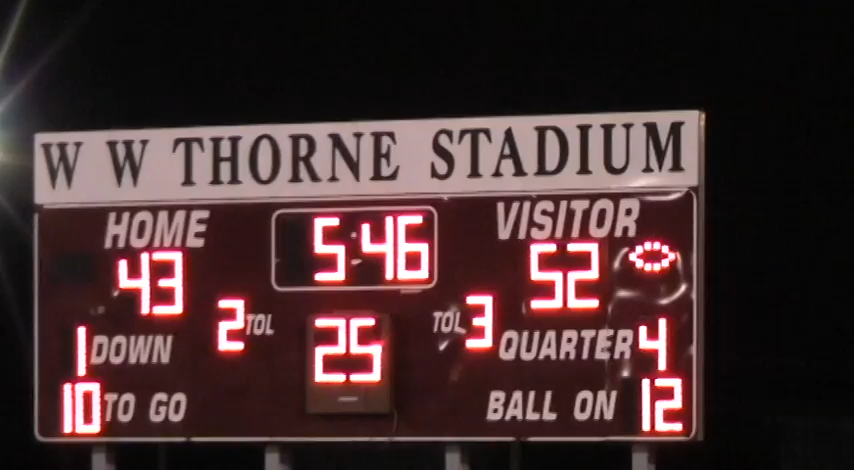 W W THORNE STADIUM
HOME 5:46 VISITOR
43 52
2 TOL 25 TOL 3
1 DOWN QUARTER 4
10 TO GO BALL ON 12